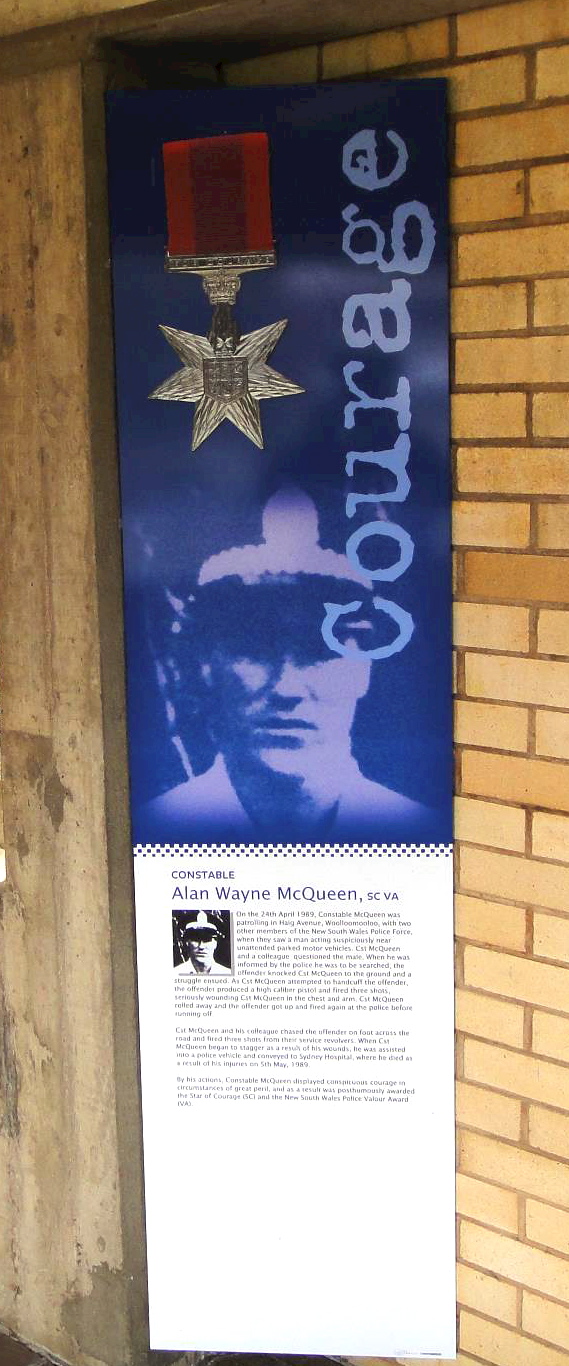 Courage
FOR COURAGE
CONSTABLE
Alan Wayne McQueen, SC VA
On the 24th April 1989, Constable McQueen was
patrolling in Haig Avenue, Woolloomooloo, with two
other members of the New South Wales Police Force,
when they saw a man acting suspiciously near
unattended parked motor vehicles. Cst McQueen
and a colleague questioned the male. When he was
informed by the police he was to be searched, the
offender knocked Cst McQueen to the ground and a
struggle ensued. As Cst McQueen attempted to handcuff the offender,
the offender produced a high caliber pistol and fired three shots,
seriously wounding Cst McQueen in the chest and arm. Cst McQueen
rolled away and the offender got up and fired again at the police before
running off
Cst McQueen and his colleague chased the offender on foot across the
road and fired three shots from their service revolvers. When Cst
McQueen began to stagger as a result of his wounds, he was assisted
into a police vehicle and conveyed to Sydney Hospital, where he died as
a result of his injuries on 5th May, 1989.
By his actions, Constable McQueen displayed conspicuous courage in
circumstances of great peril, and as a result was posthumously awarded
the Star of Courage (SC) and the New South Wales Police Valour Award
(VA).